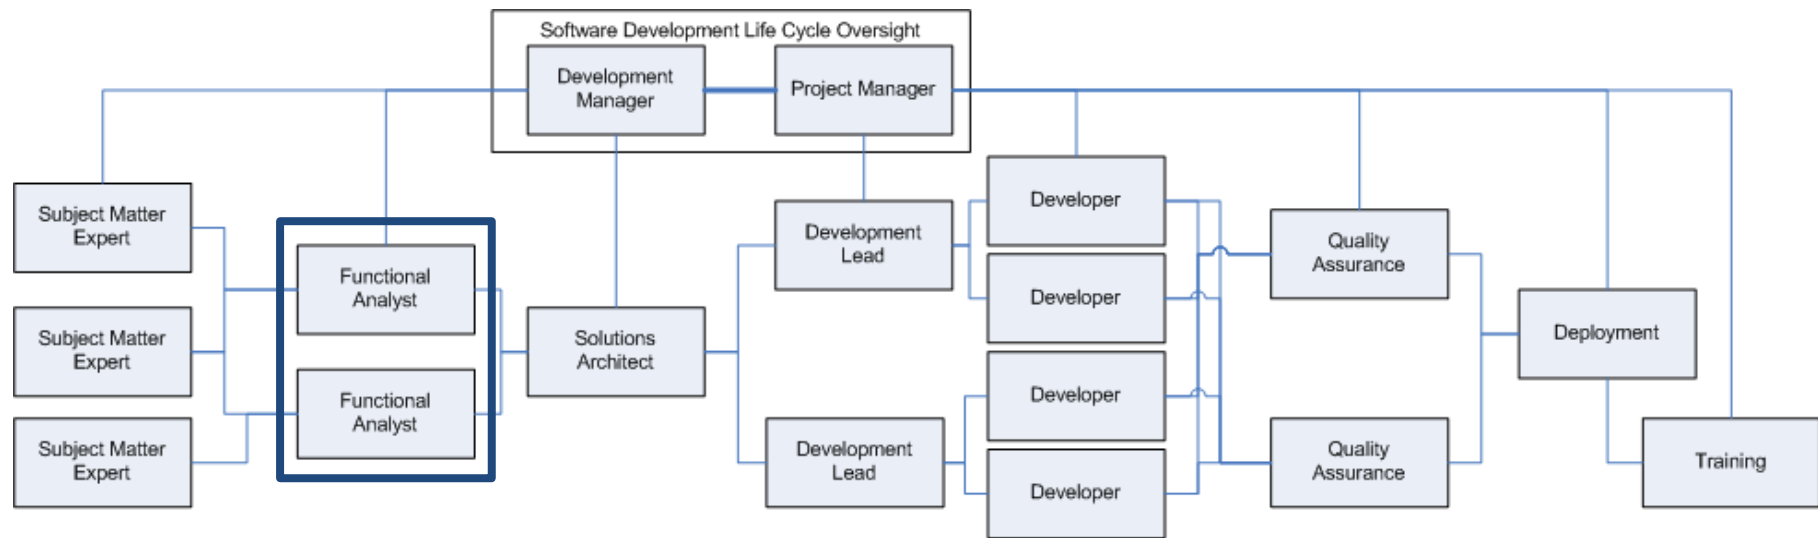 Software Development Life Cycle Oversight
Development
Manager
Project Manager
Subject Matter
Expert
Subject Matter
Expert
Subject Matter
Expert
Functional
Analyst
Functional
Analyst
Solutions
Architect
Development
Lead
Development
Lead
Developer
Developer
Developer
Developer
Quality
Assurance
Quality
Assurance
Deployment
Training